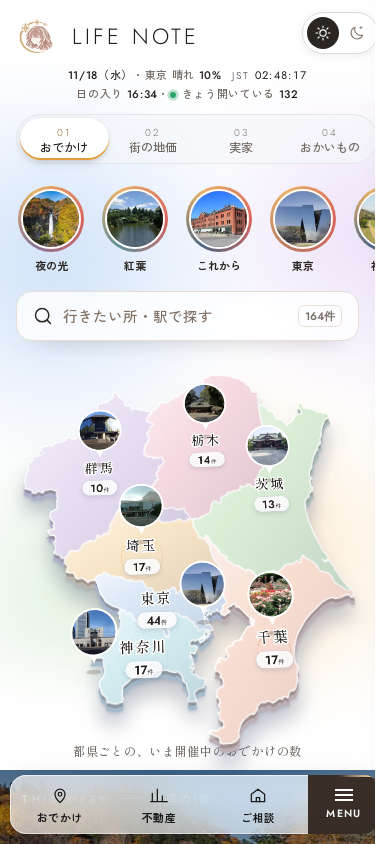 LIFE NOTE
11/18（水）・東京 晴れ 10% JST 02:48:17
日の入り 16:34・きょう開いている 132
01
おでかけ
02
街の地価
03
実家
04
おかいもの
夜の光
紅葉
これから
東京
行きたい所・駅で探す
164件
栃木
14件
群馬
10件
茨城
13件
埼玉
17件
東京
44件
千葉
17件
神奈川
17件
都県ごとの、いま開催中のおでかけの数
おでかけ
不動産
ご相談
MENU